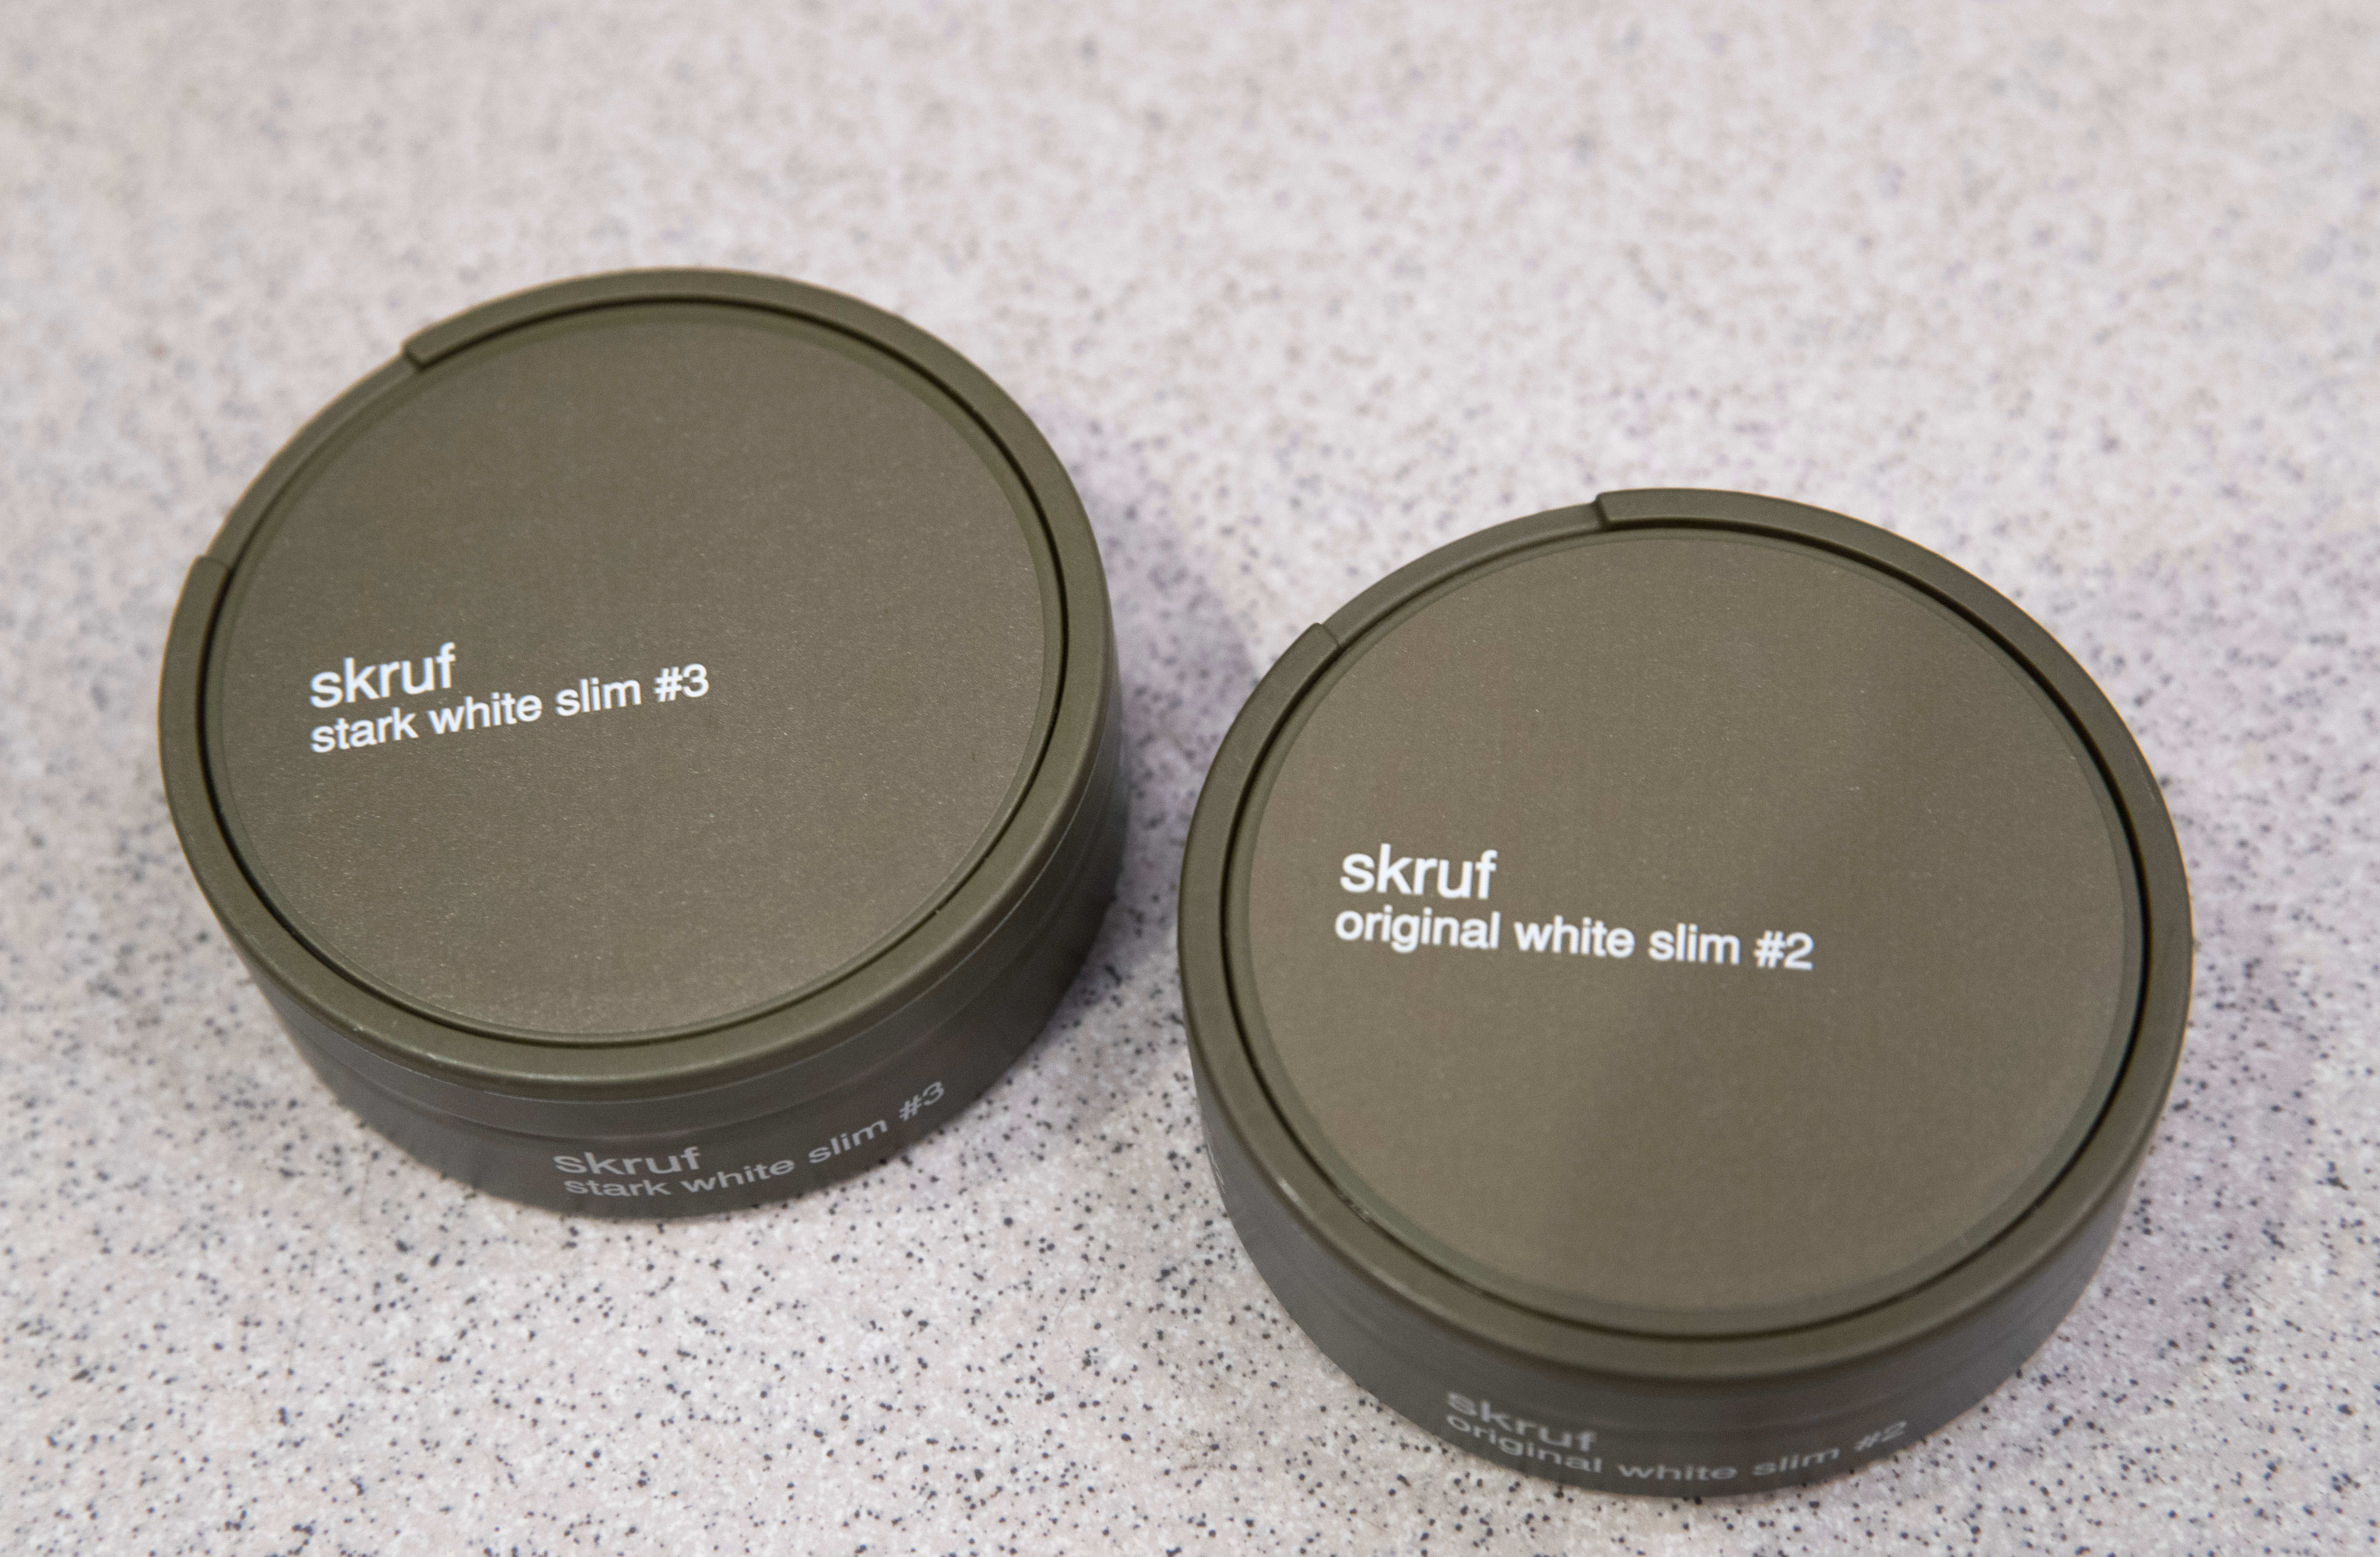 skruf
stark white slim #3
skruf
stark white slim #3
skruf
original white slim #2
skruf
original white slim #2